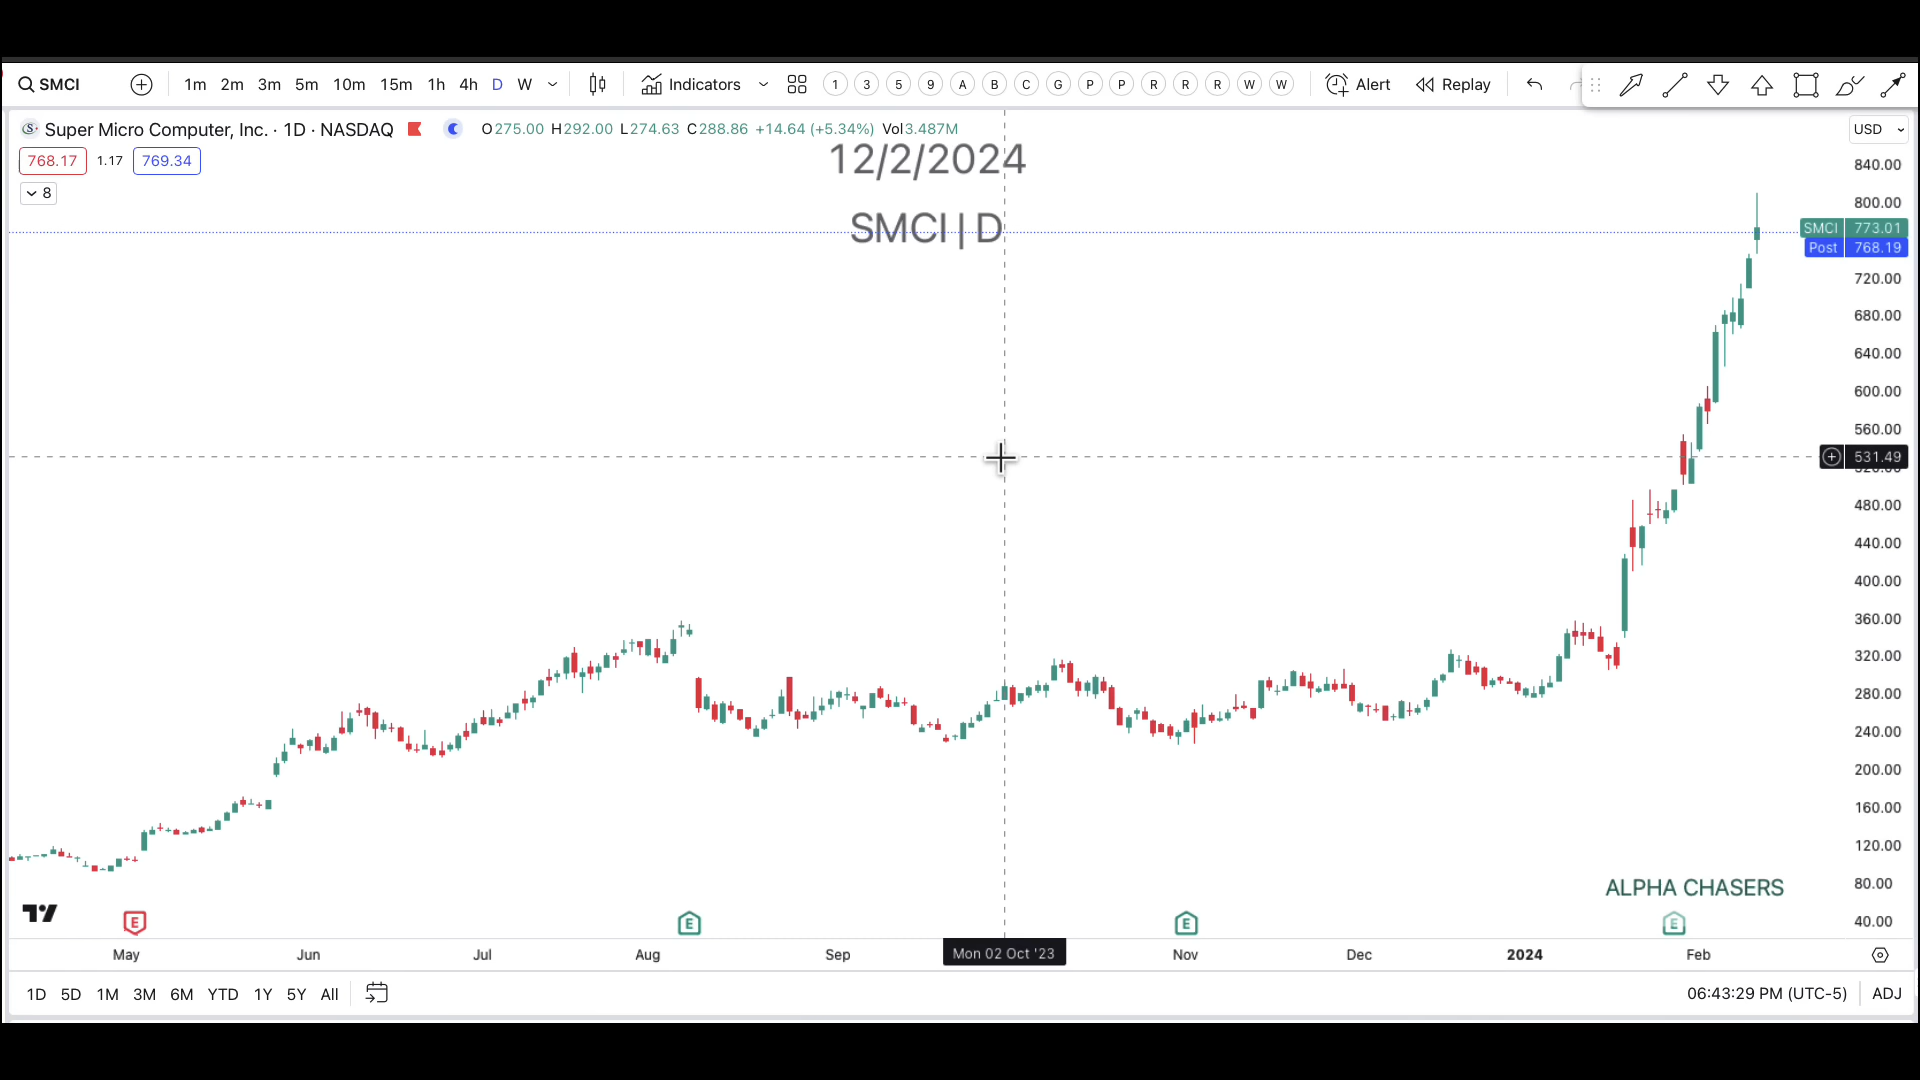 SMCI 1m 2m 3m 5m 10m 15m 1h 4h D W Indicators 1 3 5 9 A B C G P P R R R W W Alert Replay
Super Micro Computer, Inc. · 1D · NASDAQ O275.00 H292.00 L274.63 C288.86 +14.64 (+5.34%) Vol3.487M
USD
768.17 1.17 769.34
8
12/2/2024
SMCI | D
840.00
800.00
SMCI 773.01
Post 768.19
720.00
680.00
640.00
600.00
560.00
531.49
520.00
480.00
440.00
400.00
360.00
320.00
280.00
240.00
200.00
160.00
120.00
80.00
40.00
ALPHA CHASERS
E E E E
May Jun Jul Aug Sep Mon 02 Oct '23 Nov Dec 2024 Feb
1D 5D 1M 3M 6M YTD 1Y 5Y All 06:43:29 PM (UTC-5) ADJ